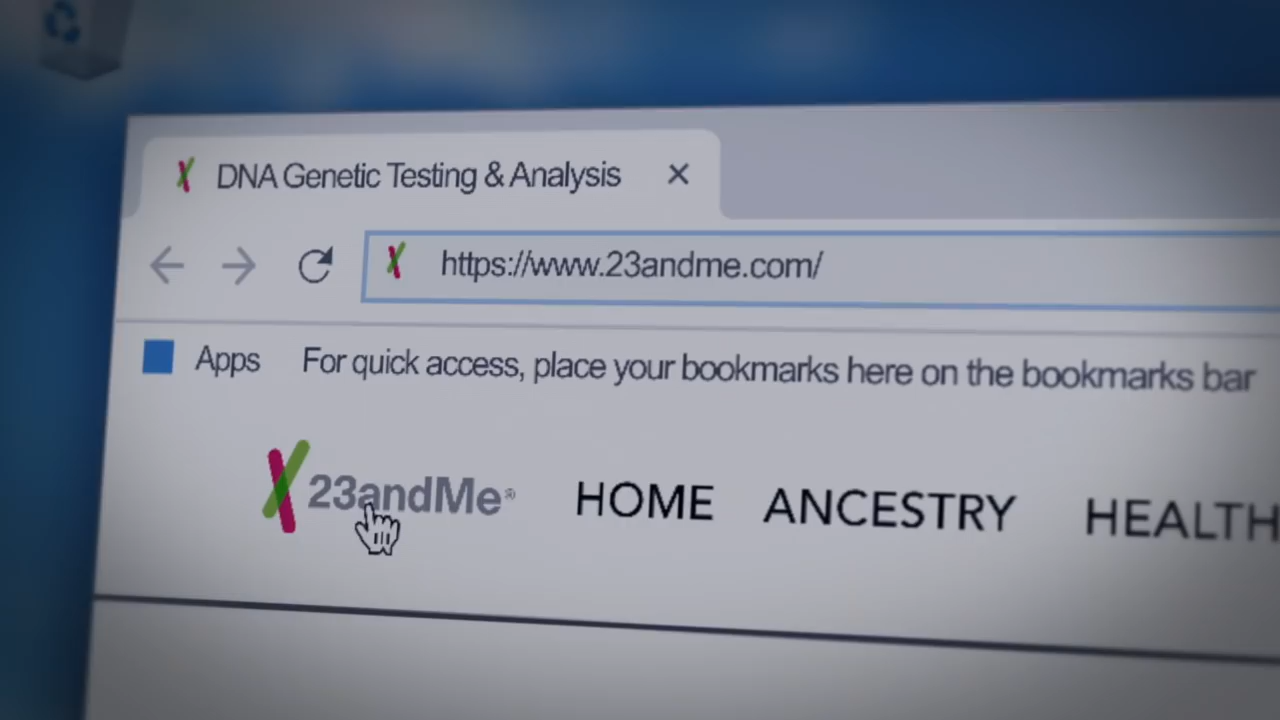 DNA Genetic Testing & Analysis
https://www.23andme.com/
Apps For quick access, place your bookmarks here on the bookmarks bar
23andMe® HOME ANCESTRY HEALTH